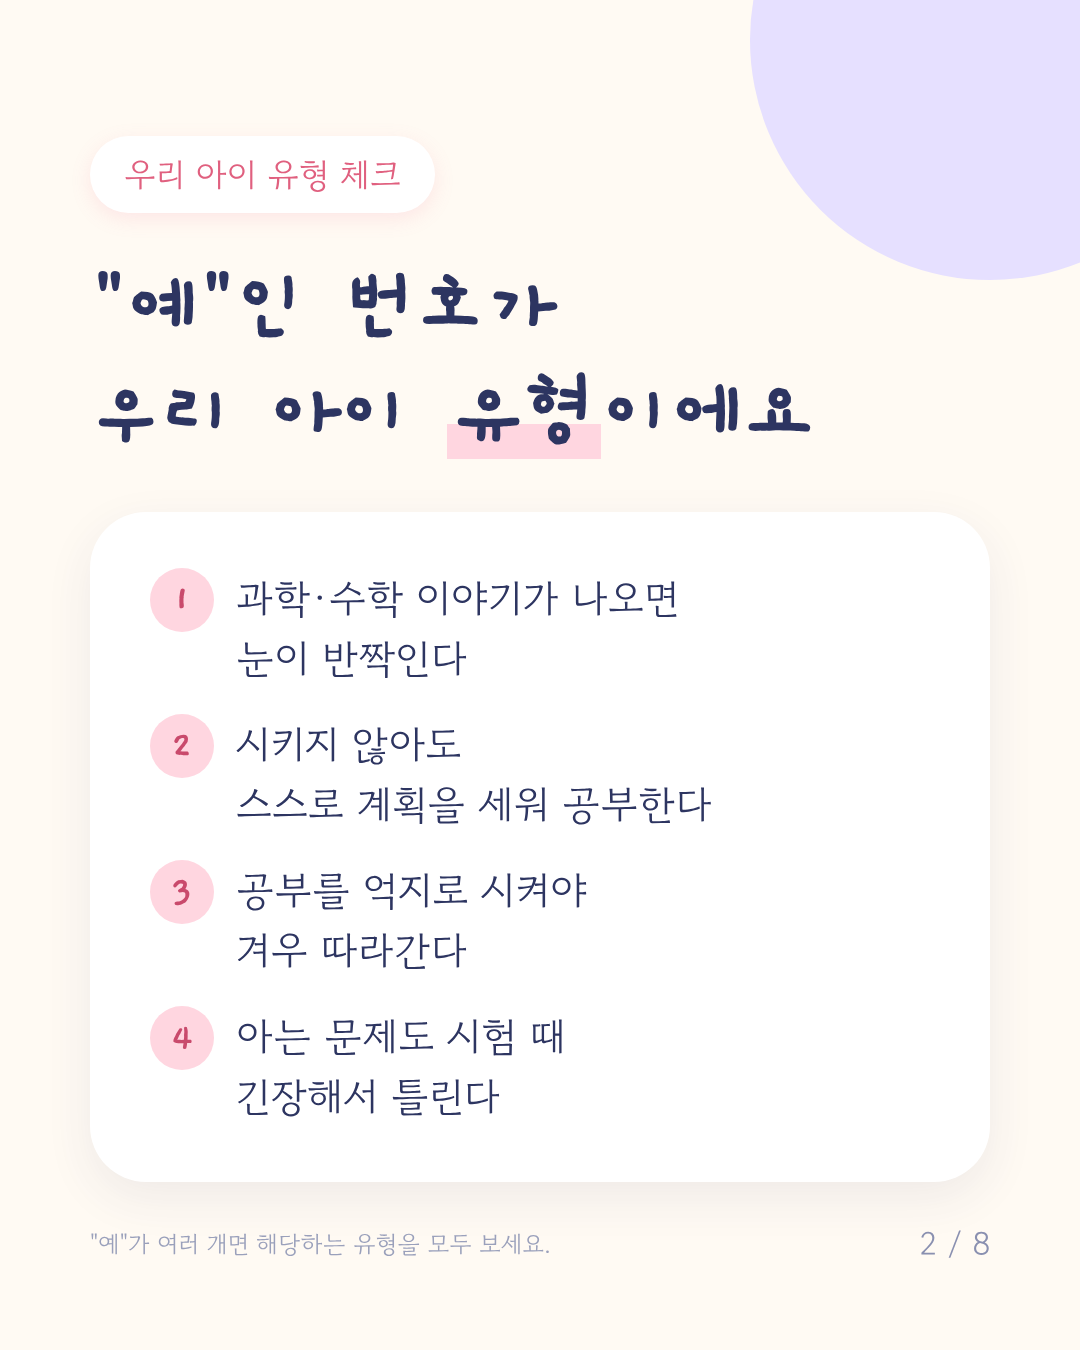 우리 아이 유형 체크
"예"인 번호가
우리 아이 유형이에요
1 과학·수학 이야기가 나오면
눈이 반짝인다
2 시키지 않아도
스스로 계획을 세워 공부한다
3 공부를 억지로 시켜야
겨우 따라간다
4 아는 문제도 시험 때
긴장해서 틀린다
"예"가 여러 개면 해당하는 유형을 모두 보세요.
2 / 8